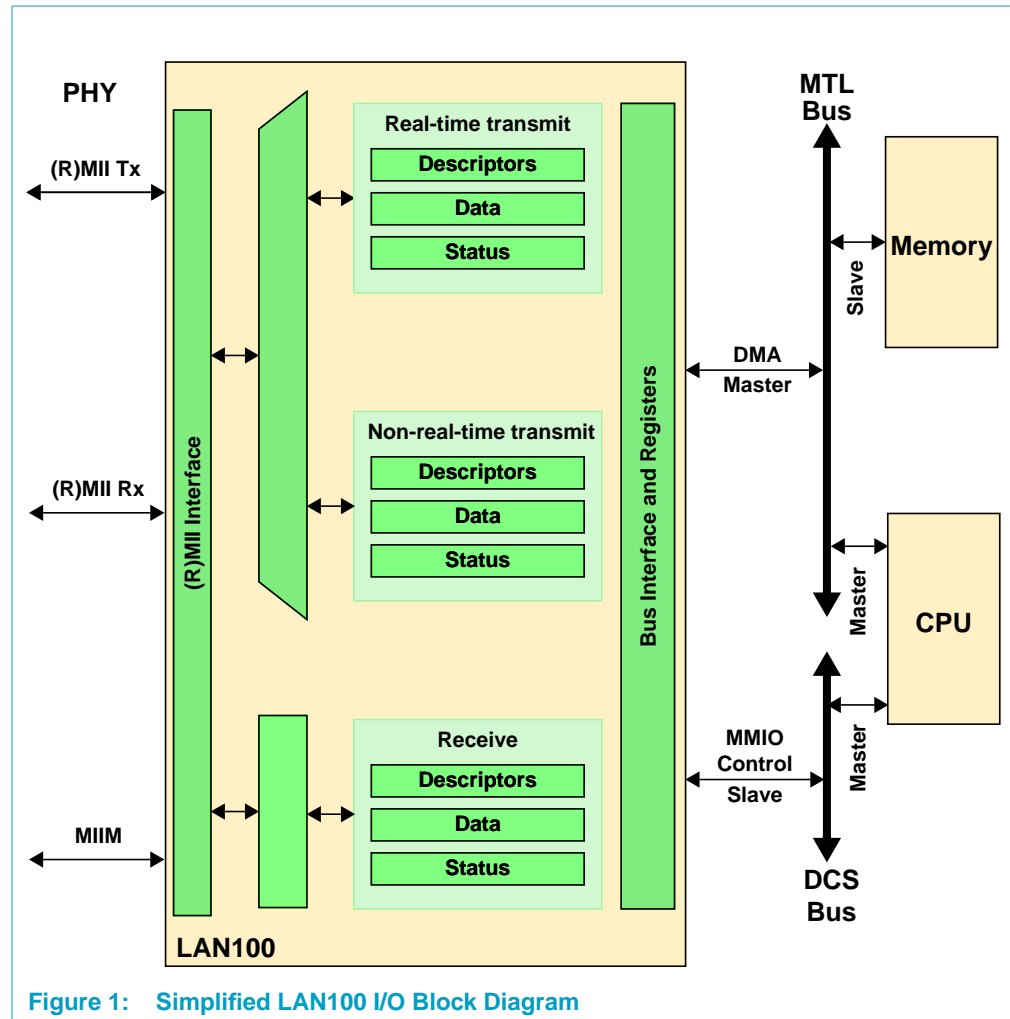 PHY
(R)MII Tx
(R)MII Rx
MIIM
(R)MII Interface
Real-time transmit
Descriptors
Data
Status
Non-real-time transmit
Descriptors
Data
Status
Receive
Descriptors
Data
Status
Bus Interface and Registers
LAN100
DMA
Master
MMIO
Control
Slave
MTL
Bus
Slave
Memory
Master
CPU
Master
DCS
Bus
Figure 1: Simplified LAN100 I/O Block Diagram